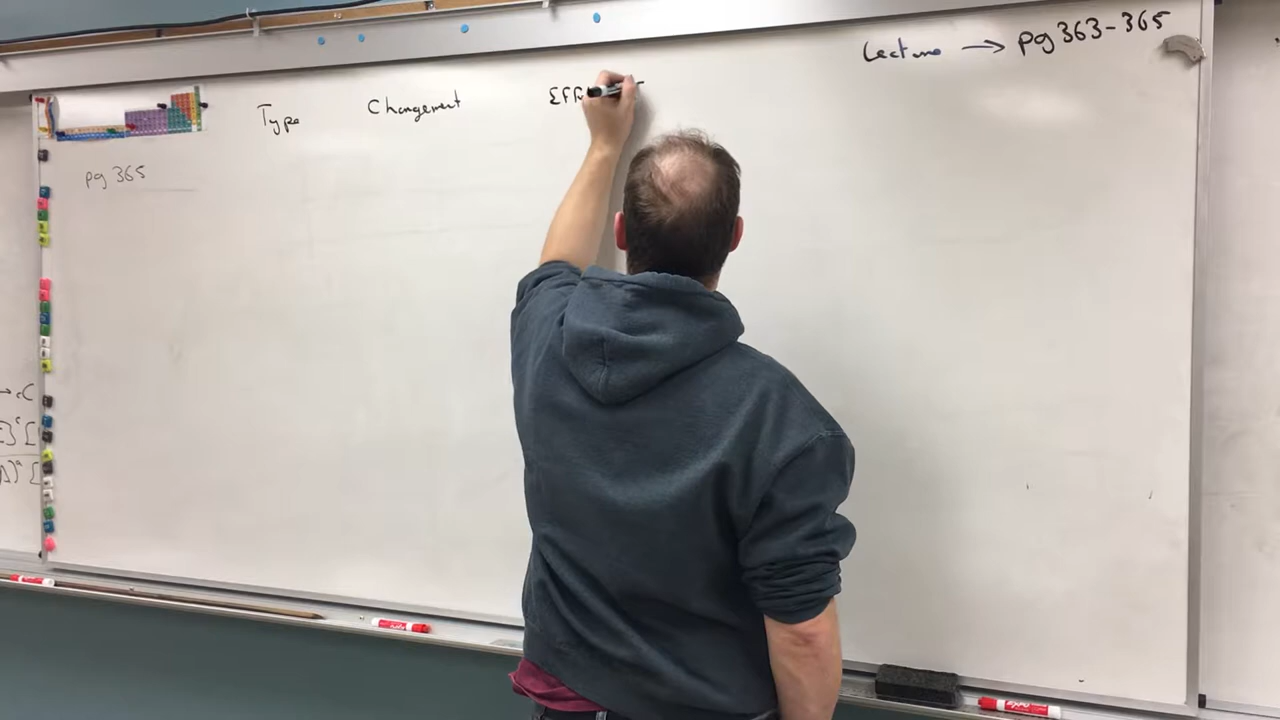 Lecture → pg 363-365
Type Changement
pg 365